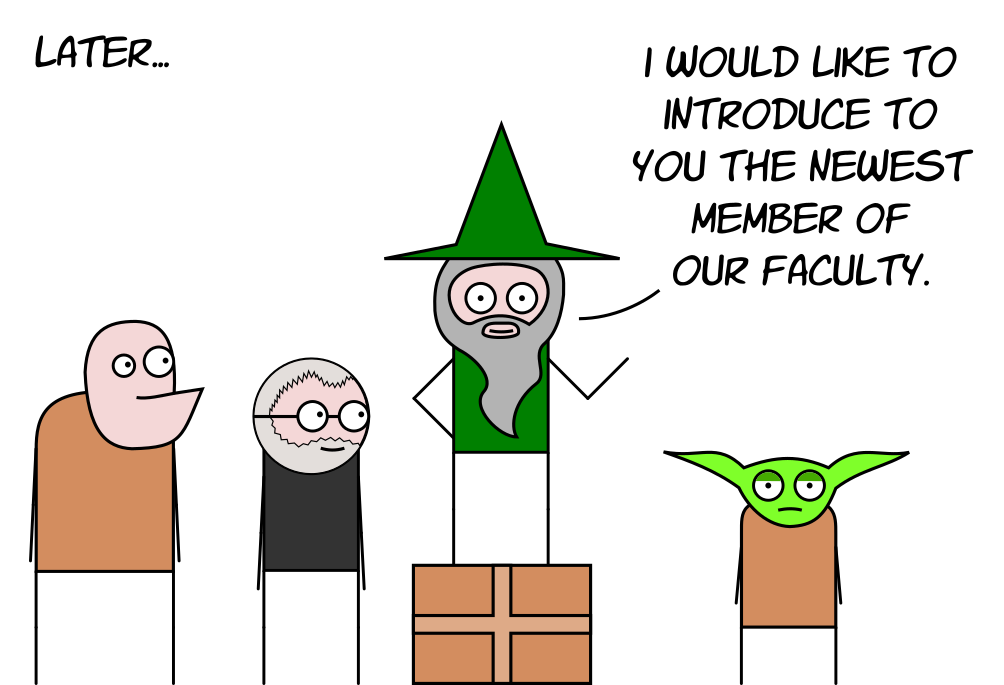 LATER...
I WOULD LIKE TO
INTRODUCE TO
YOU THE NEWEST
MEMBER OF
OUR FACULTY.